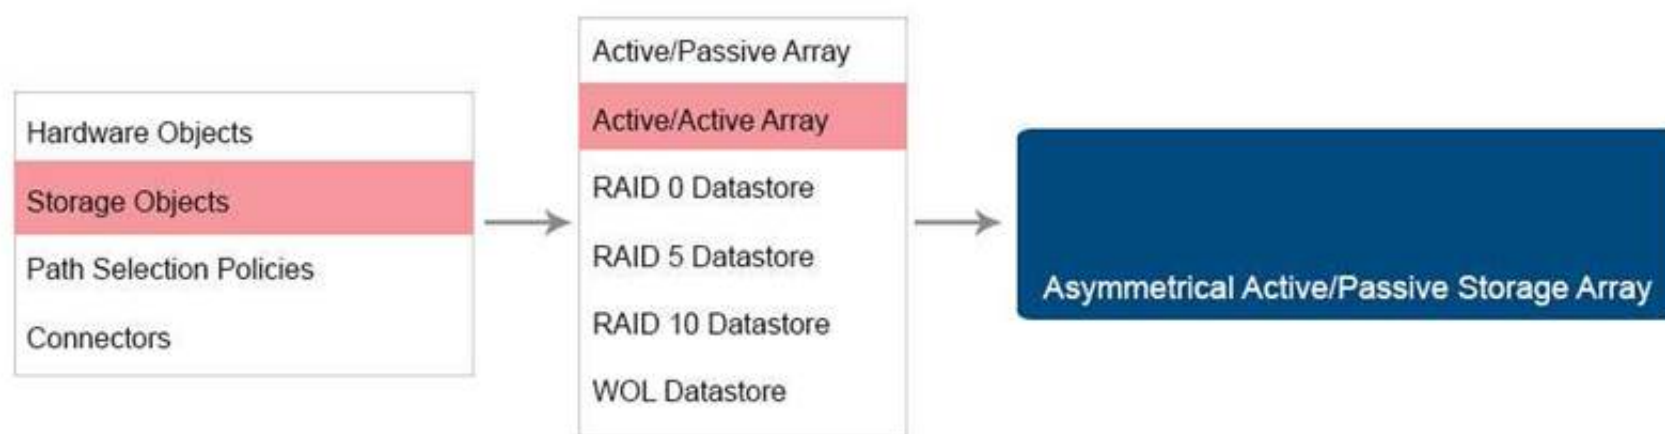 Hardware Objects
Storage Objects
Path Selection Policies
Connectors
Active/Passive Array
Active/Active Array
RAID 0 Datastore
RAID 5 Datastore
RAID 10 Datastore
WOL Datastore
Asymmetrical Active/Passive Storage Array